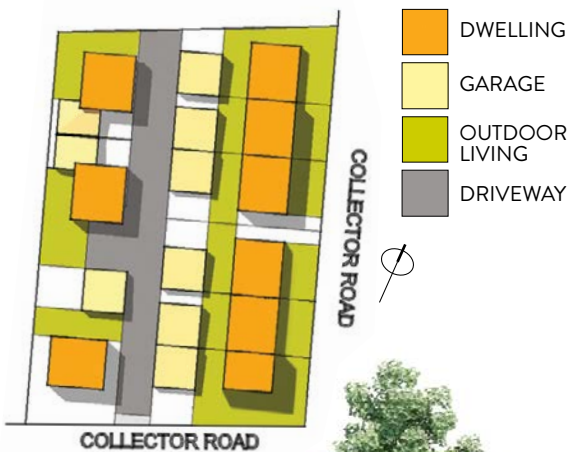 DWELLING
GARAGE
OUTDOOR
LIVING
DRIVEWAY
COLLECTOR ROAD
COLLECTOR ROAD